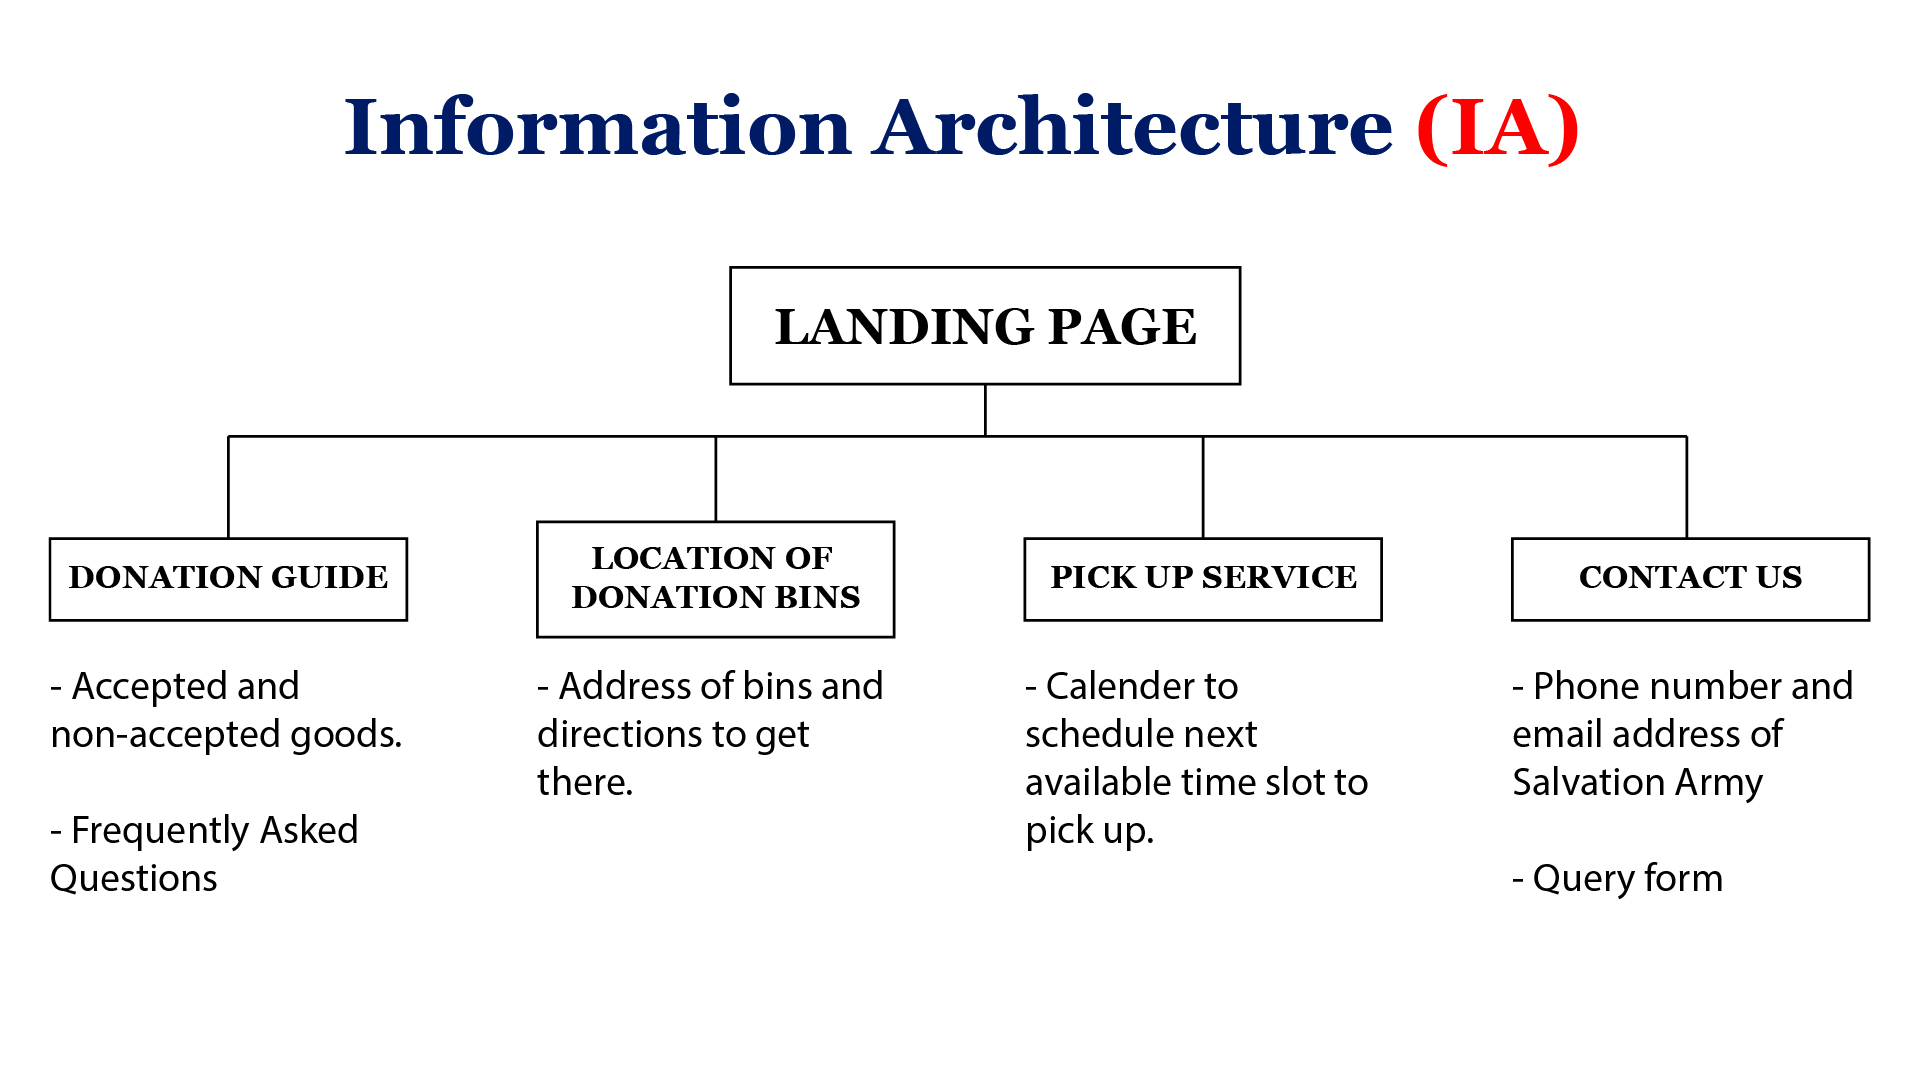 Information Architecture (IA)
LANDING PAGE
DONATION GUIDE
- Accepted and
non-accepted goods.
- Frequently Asked
Questions
LOCATION OF
DONATION BINS
- Address of bins and
directions to get
there.
PICK UP SERVICE
- Calender to
schedule next
available time slot to
pick up.
CONTACT US
- Phone number and
email address of
Salvation Army
- Query form